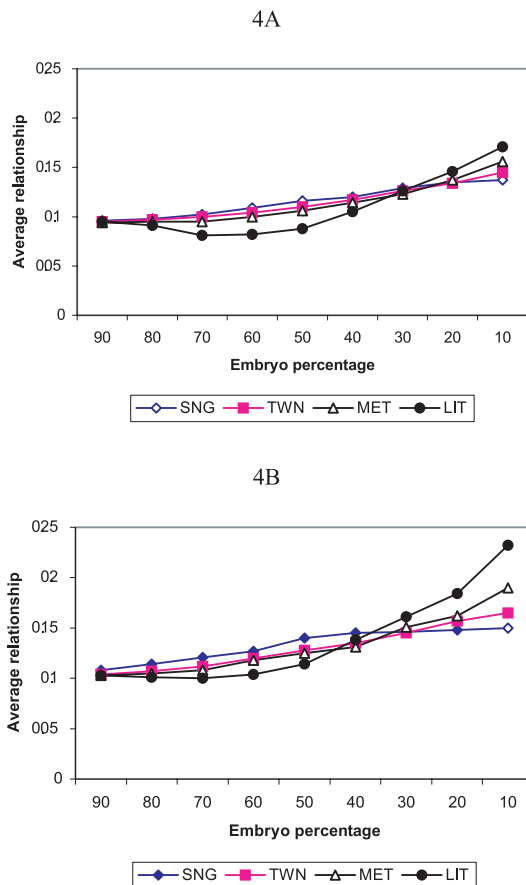 4A
025
02
015
01
005
0
Average relationship
90 80 70 60 50 40 30 20 10
Embryo percentage
SNG TWN MET LIT
4B
025
02
015
01
005
0
Average relationship
90 80 70 60 50 40 30 20 10
Embryo percentage
SNG TWN MET LIT